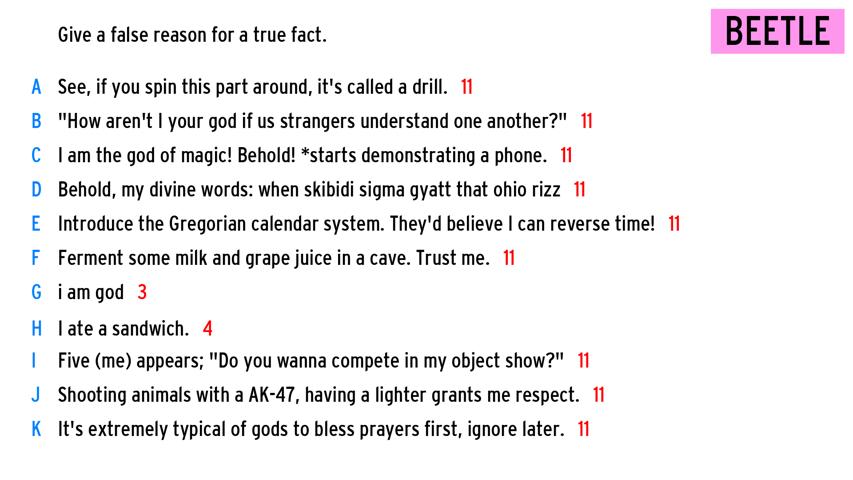 Give a false reason for a true fact.
BEETLE
A See, if you spin this part around, it's called a drill. 11
B "How aren't I your god if us strangers understand one another?" 11
C I am the god of magic! Behold! *starts demonstrating a phone. 11
D Behold, my divine words: when skibidi sigma gyatt that ohio rizz 11
E Introduce the Gregorian calendar system. They'd believe I can reverse time! 11
F Ferment some milk and grape juice in a cave. Trust me. 11
G i am god 3
H I ate a sandwich. 4
I Five (me) appears; "Do you wanna compete in my object show?" 11
J Shooting animals with a AK-47, having a lighter grants me respect. 11
K It's extremely typical of gods to bless prayers first, ignore later. 11